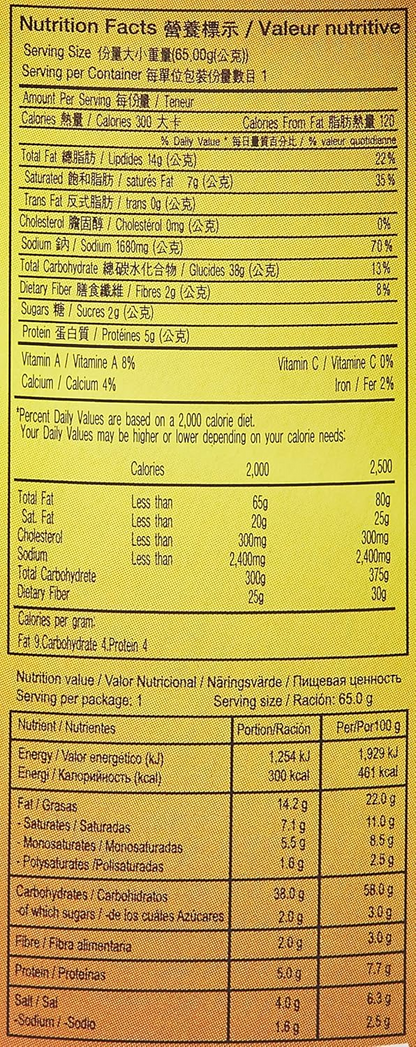 Nutrition Facts 營養標示 / Valeur nutritive
Serving Size (份量大小重量(65.00g(公克))
Serving per Container 每單位包裝份量數目 1
Amount Per Serving 每份量 / Teneur
Calories 熱量 / Calories 300 大卡 Calories From Fat 脂肪熱量 120
% Daily Value * 每日量質百分比 / % valeur quotidienne
Total Fat 總脂肪 / Lipdides 14g (公克) 22%
Saturated 飽和脂肪 / saturés Fat 7g (公克) 35%
Trans Fat 反式脂肪 / trans 0g (公克)
Cholesterol 膽固醇 / Cholestérol 0mg (公克) 0%
Sodium 鈉 / Sodium 1680mg (公克) 70%
Total Carbohydrate 總碳水化合物 / Glucides 38g (公克) 13%
Dietary Fiber 膳食纖維 / Fibres 2g (公克) 8%
Sugars 糖 / Sucres 2g (公克)
Protein 蛋白質 / Protéines 5g (公克)
Vitamin A / Vitamine A 8% Vitamin C / Vitamine C 0%
Calcium / Calcium 4% Iron / Fer 2%
*Percent Daily Values are based on a 2,000 calorie diet.
Your Daily Values may be higher or lower depending on your calorie needs:
Calories 2,000 2,500
Total Fat Less than 65g 80g
Sat. Fat Less than 20g 25g
Cholesterol Less than 300mg 300mg
Sodium Less than 2,400mg 2,400mg
Total Carbohydrete 300g 375g
Dietary Fiber 25g 30g
Calories per gram:
Fat 9.Carbohydrate 4.Protein 4
Nutrition value / Valor Nutricional / Näringsvärde / Пищевая ценность
Serving per package: 1 Serving size / Ración: 65.0 g
Nutrient / Nutrientes Portion/Ración Per/Por100 g
Energy / Valor energético (kJ) 1,254 kJ 1,929 kJ
Energi / Калорийность (kcal) 300 kcal 461 kcal
Fat / Grasas 14.2 g 22.0 g
- Saturates / Saturadas 7.1 g 11.0 g
- Monosaturates / Monosaturadas 5.5 g 8.5 g
- Polysaturates /Polisaturadas 1.6 g 2.5 g
Carbohydrates / Carbohidratos 38.0 g 58.0 g
-of which sugars / -de los cuáles Azúcares 2.0 g 3.0 g
Fibre / Fibra alimentaria 2.0 g 3.0 g
Protein / Proteínas 5.0 g 7.7 g
Salt / Sal 4.0 g 6.3 g
-Sodium / -Sodio 1.6 g 2.5 g